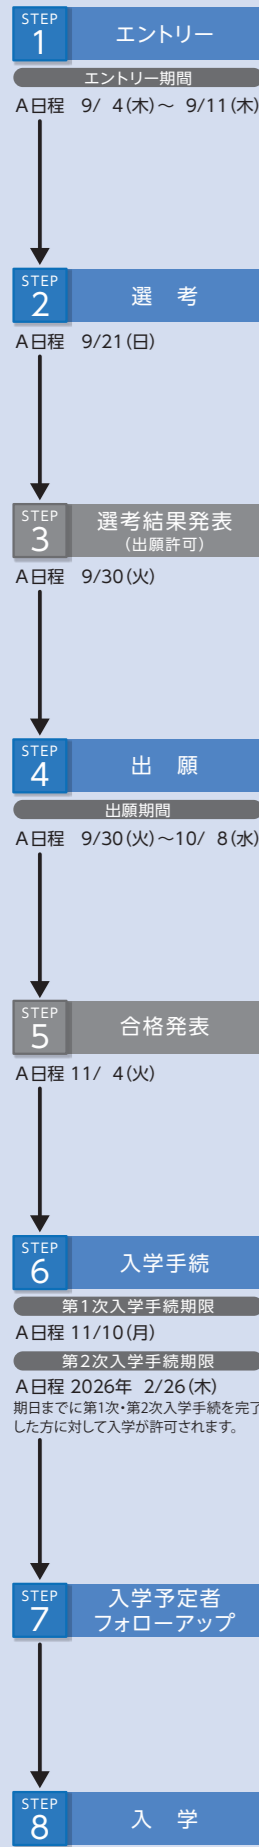 STEP
1
エントリー
エントリー期間
A日程 9/ 4(木)～ 9/11(木)
STEP
2
選 考
A日程 9/21(日)
STEP
3
選考結果発表
(出願許可)
A日程 9/30(火)
STEP
4
出 願
出願期間
A日程 9/30(火)～10/ 8(水)
STEP
5
合格発表
A日程 11/ 4(火)
STEP
6
入学手続
第1次入学手続期限
A日程 11/10(月)
第2次入学手続期限
A日程 2026年 2/26(木)
期日までに第1次・第2次入学手続を完了
した方に対して入学が許可されます。
STEP
7
入学予定者
フォローアップ
STEP
8
入 学